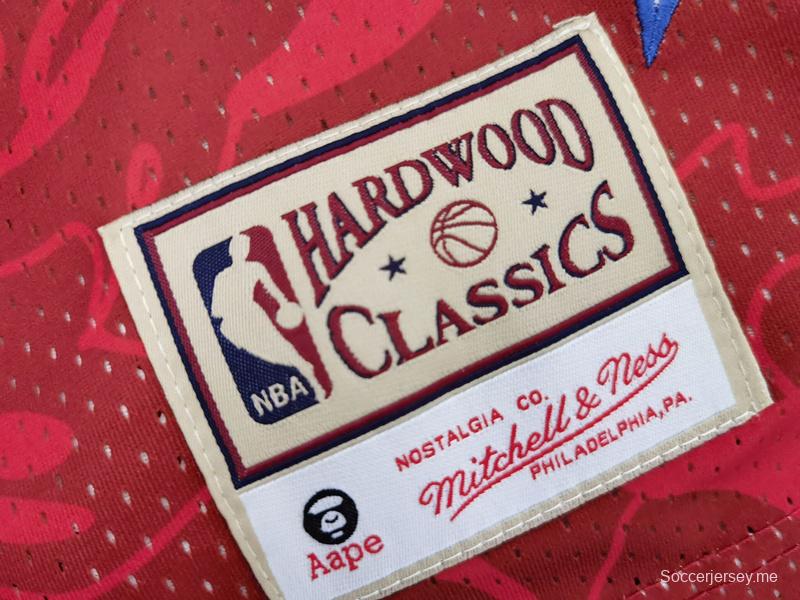 HARDWOOD
CLASSICS
NBA
NOSTALGIA CO.
Mitchell & Ness
PHILADELPHIA, PA.
Aape
Soccerjersey.me